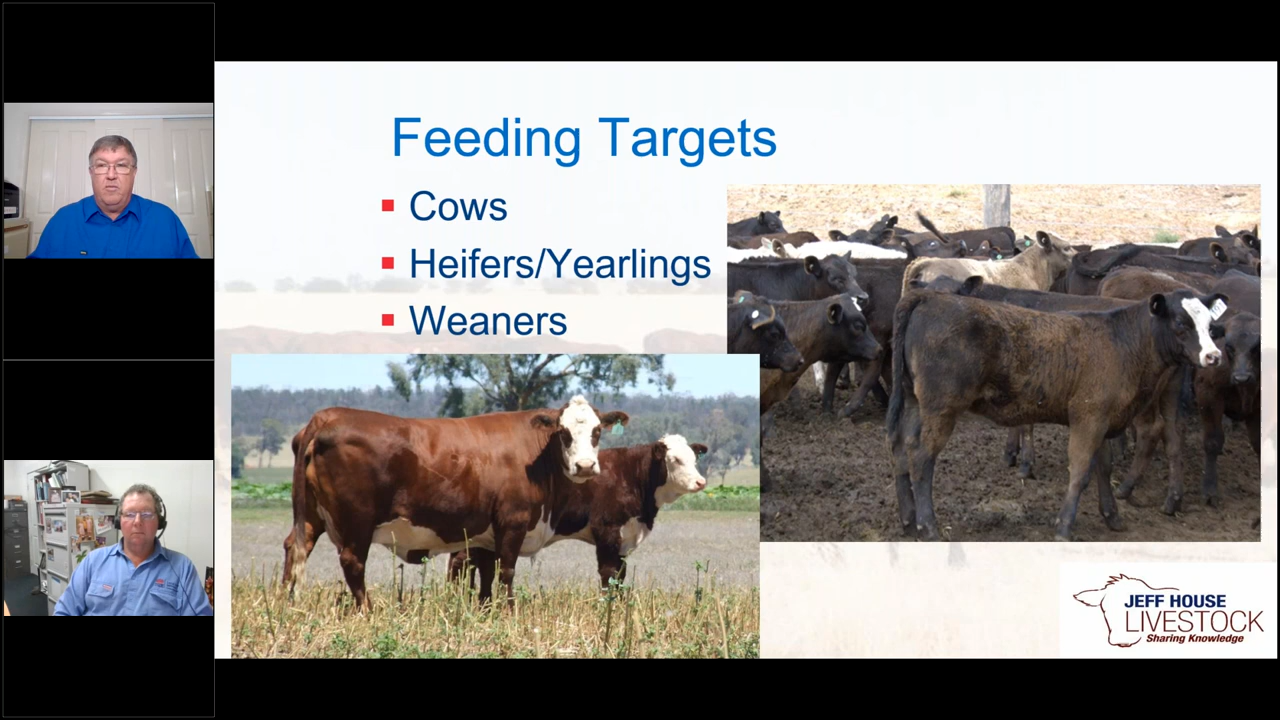 Feeding Targets
Cows
Heifers/Yearlings
Weaners
JEFF HOUSE
LIVESTOCK
Sharing Knowledge